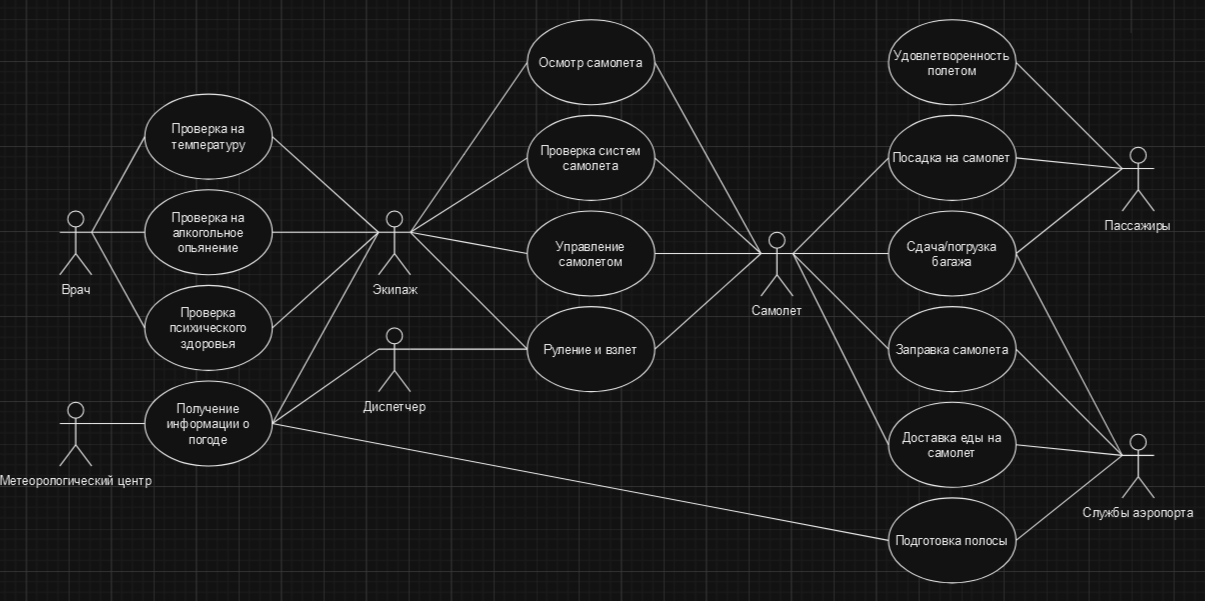 Проверка на
температуру
Проверка на
алкогольное
опьянение
Проверка
психического
здоровья
Получение
информации о
погоде
Врач
Метеорологический центр
Экипаж
Диспетчер
Осмотр самолета
Проверка систем
самолета
Управление
самолетом
Руление и взлет
Самолет
Удовлетворенность
полетом
Посадка на самолет
Сдача/погрузка
багажа
Заправка самолета
Доставка еды на
самолет
Подготовка полосы
Пассажиры
Службы аэропорта